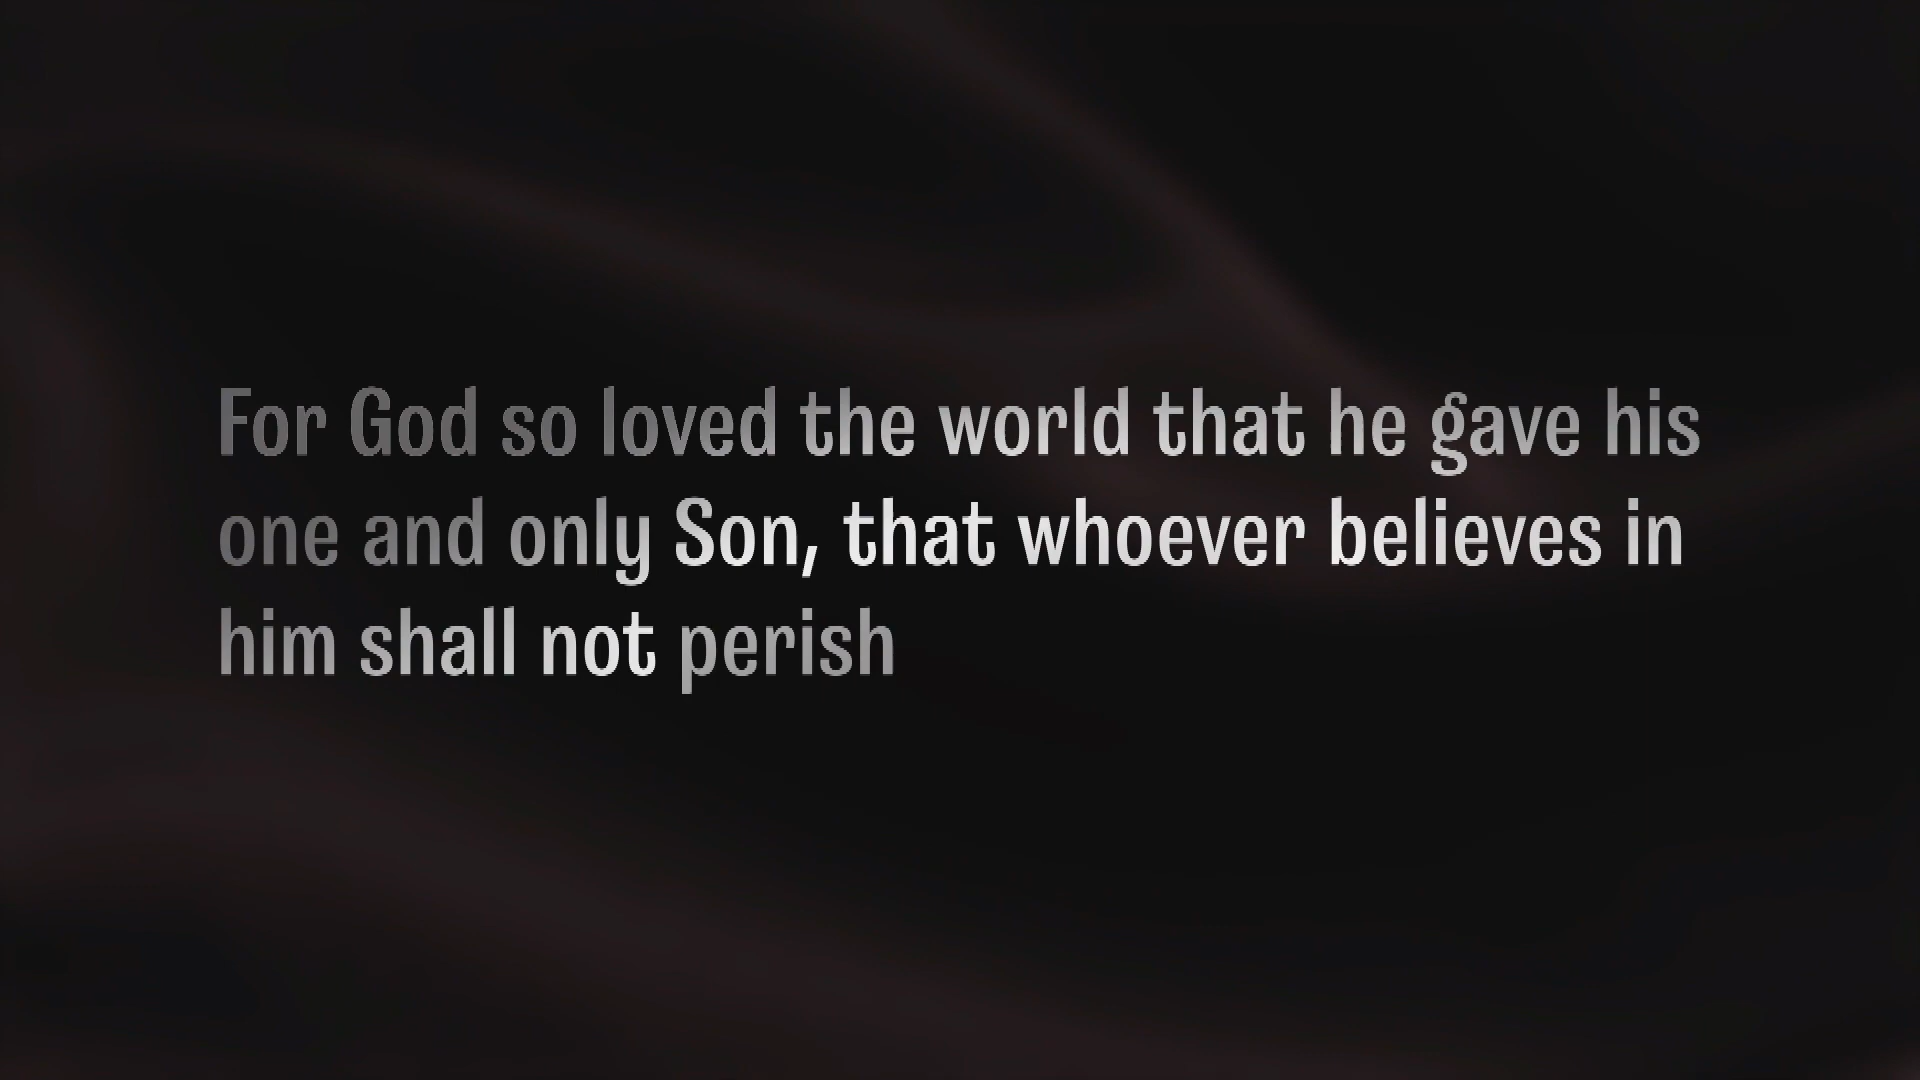 For God so loved the world that he gave his
one and only Son, that whoever believes in
him shall not perish